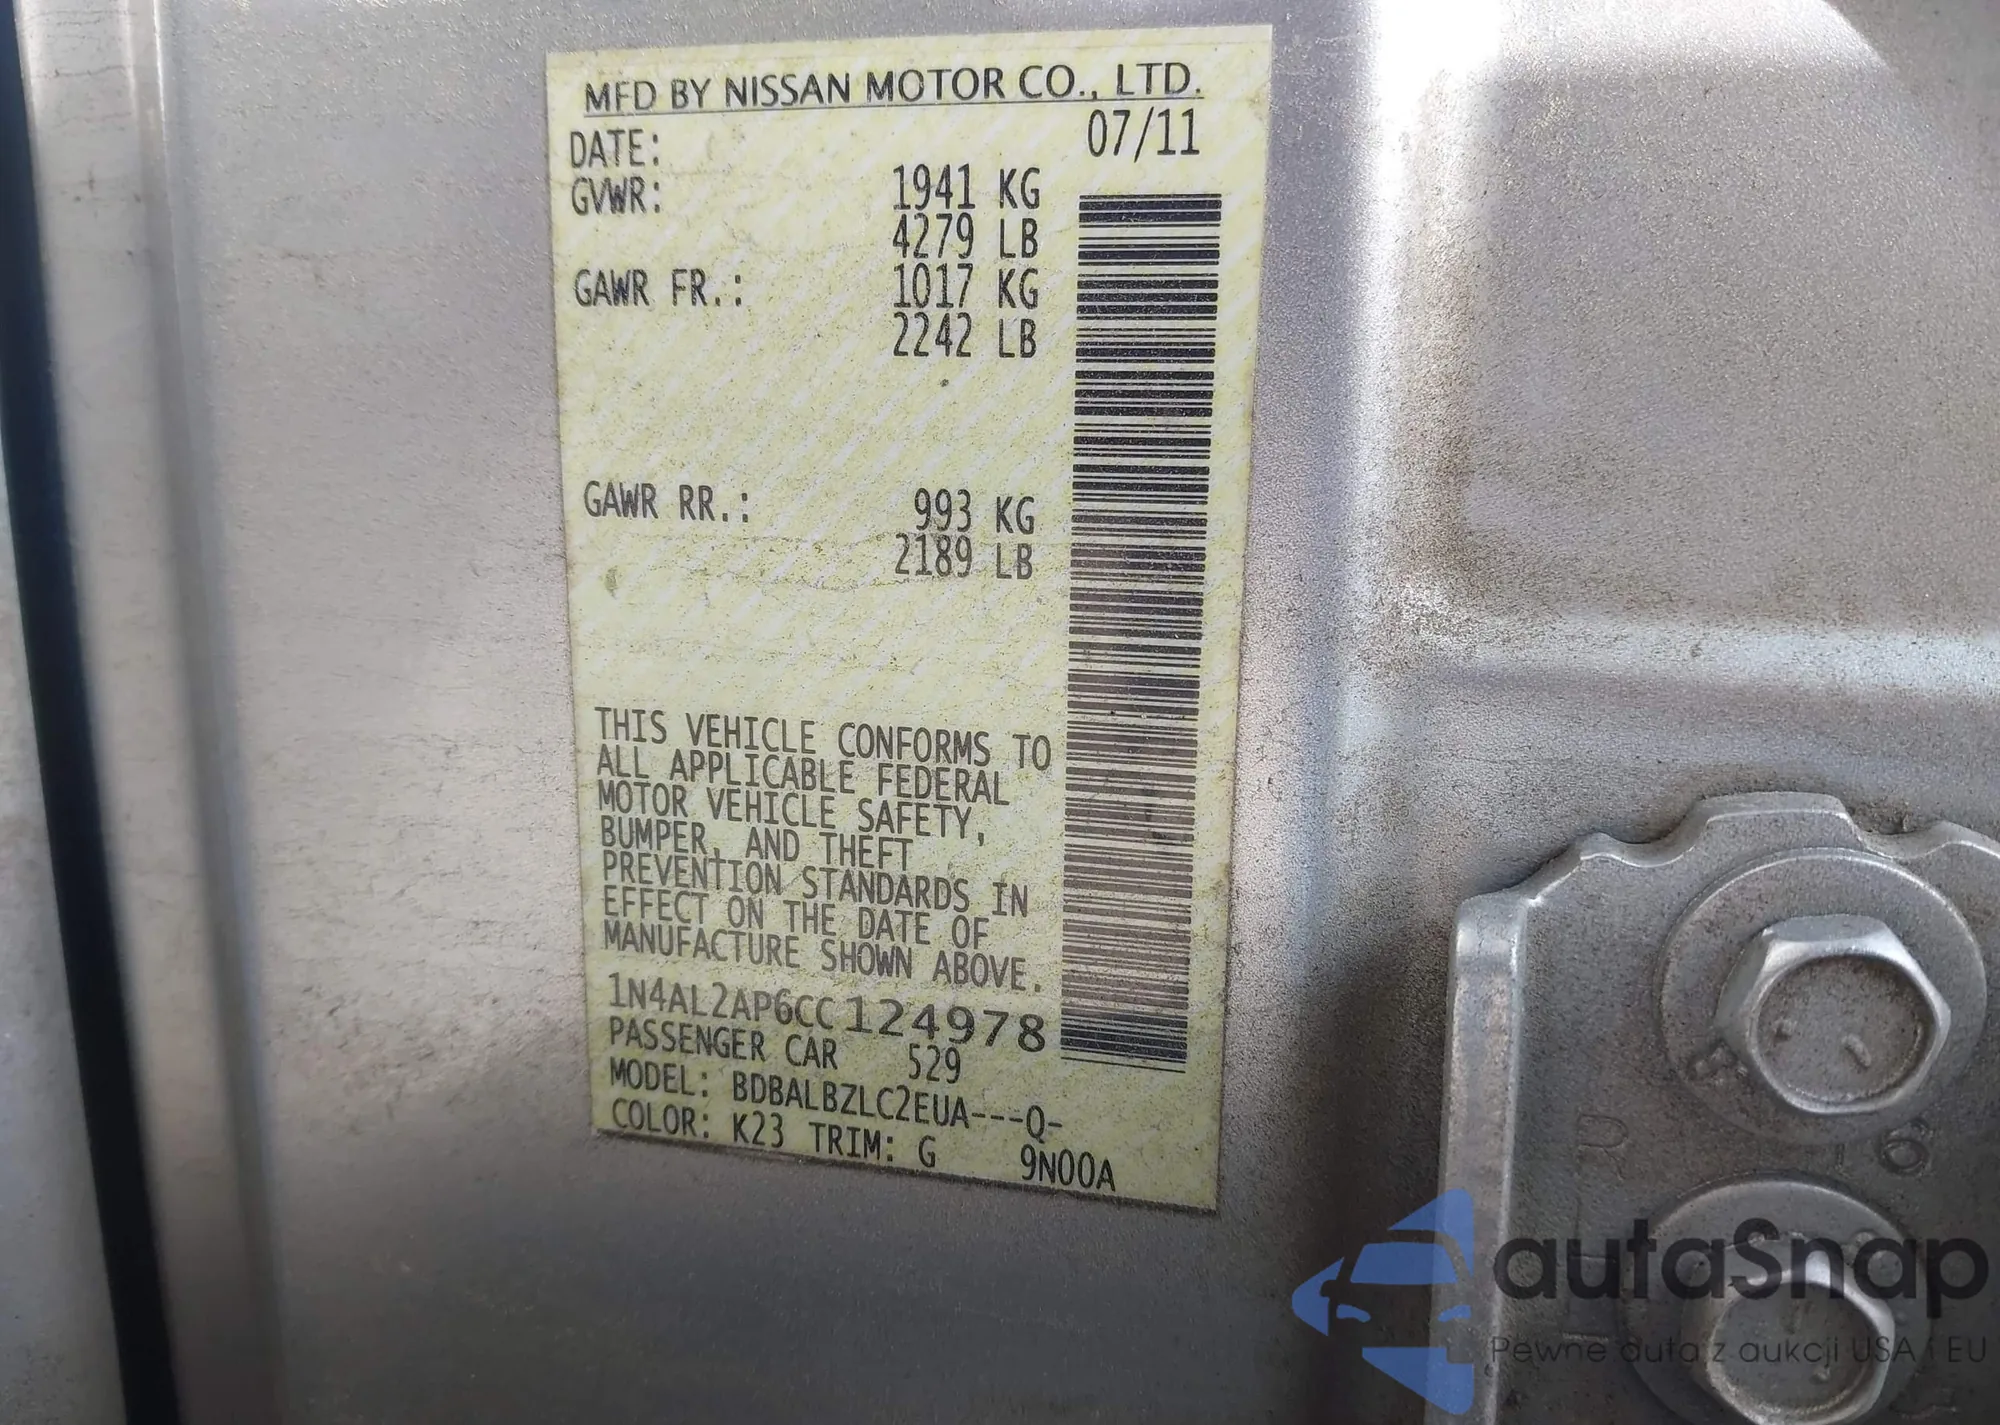 MFD BY NISSAN MOTOR CO., LTD.
DATE: 07/11
GVWR: 1941 KG
4279 LB
GAWR FR.: 1017 KG
2242 LB
GAWR RR.: 993 KG
2189 LB
THIS VEHICLE CONFORMS TO
ALL APPLICABLE FEDERAL
MOTOR VEHICLE SAFETY,
BUMPER, AND THEFT
PREVENTION STANDARDS IN
EFFECT ON THE DATE OF
MANUFACTURE SHOWN ABOVE.
1N4AL2AP6CC124978
PASSENGER CAR 529
MODEL: BDBALBZLC2EUA---Q-
COLOR: K23 TRIM: G 9N00A
autaSnap
Pewne auta z aukcji USA i EU